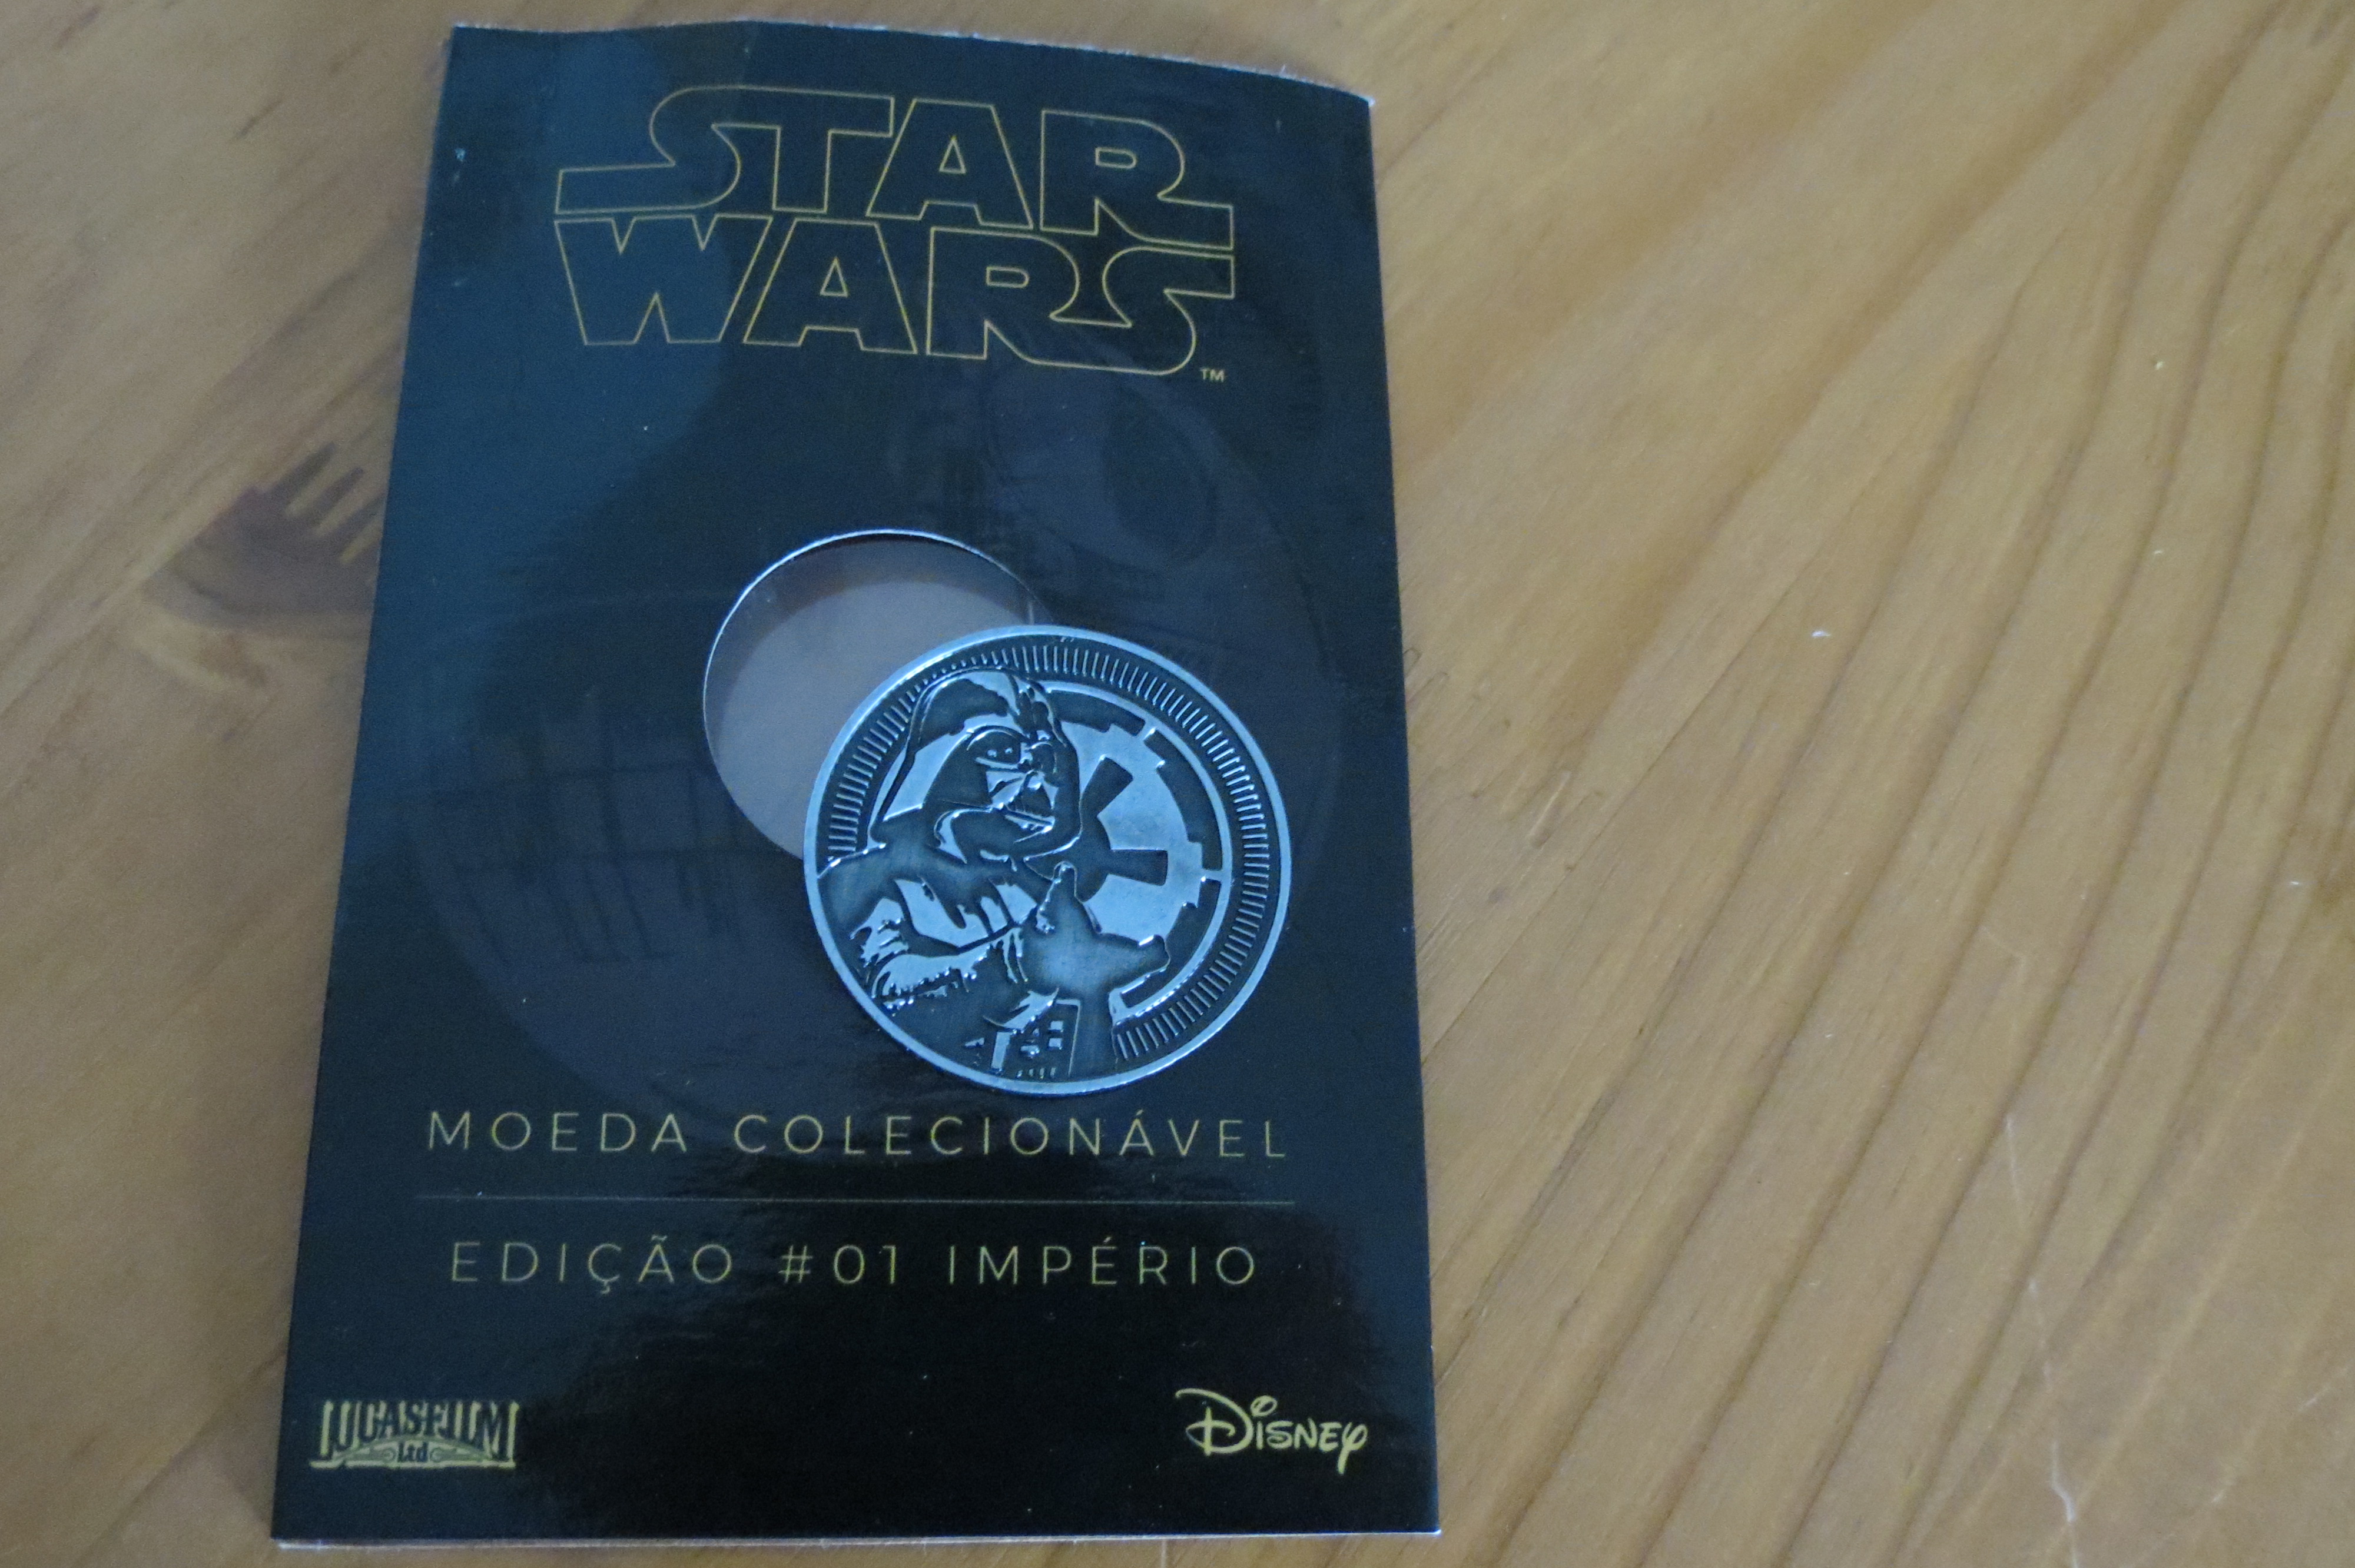 STAR
WARS
TM
MOEDA COLECIONÁVEL
EDIÇÃO #01 IMPÉRIO
LUCASFILM
Ltd
DISNEY